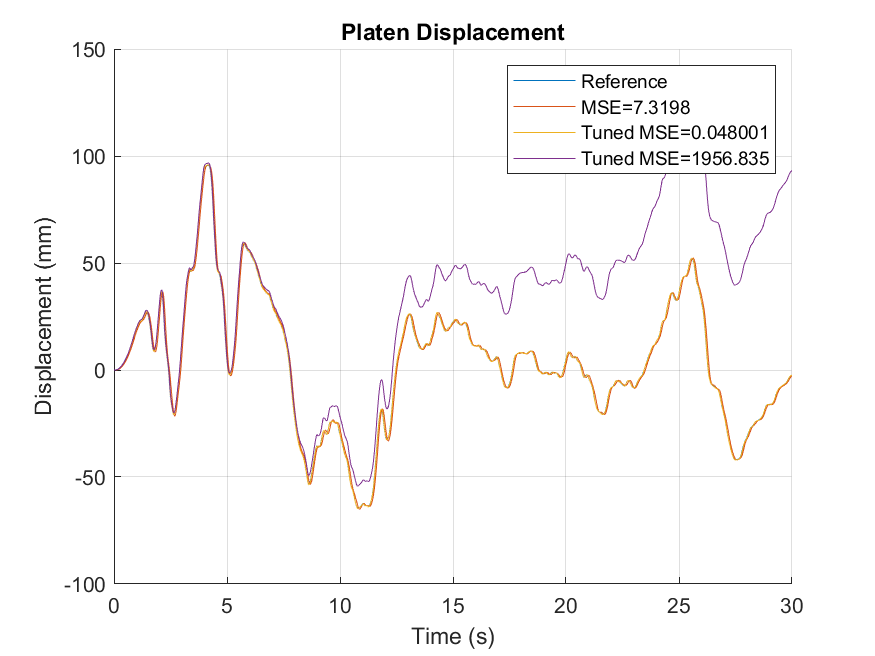 Platen Displacement
150
100
50
0
-50
-100
Displacement (mm)
Reference
MSE=7.3198
Tuned MSE=0.048001
Tuned MSE=1956.835
0 5 10 15 20 25 30
Time (s)